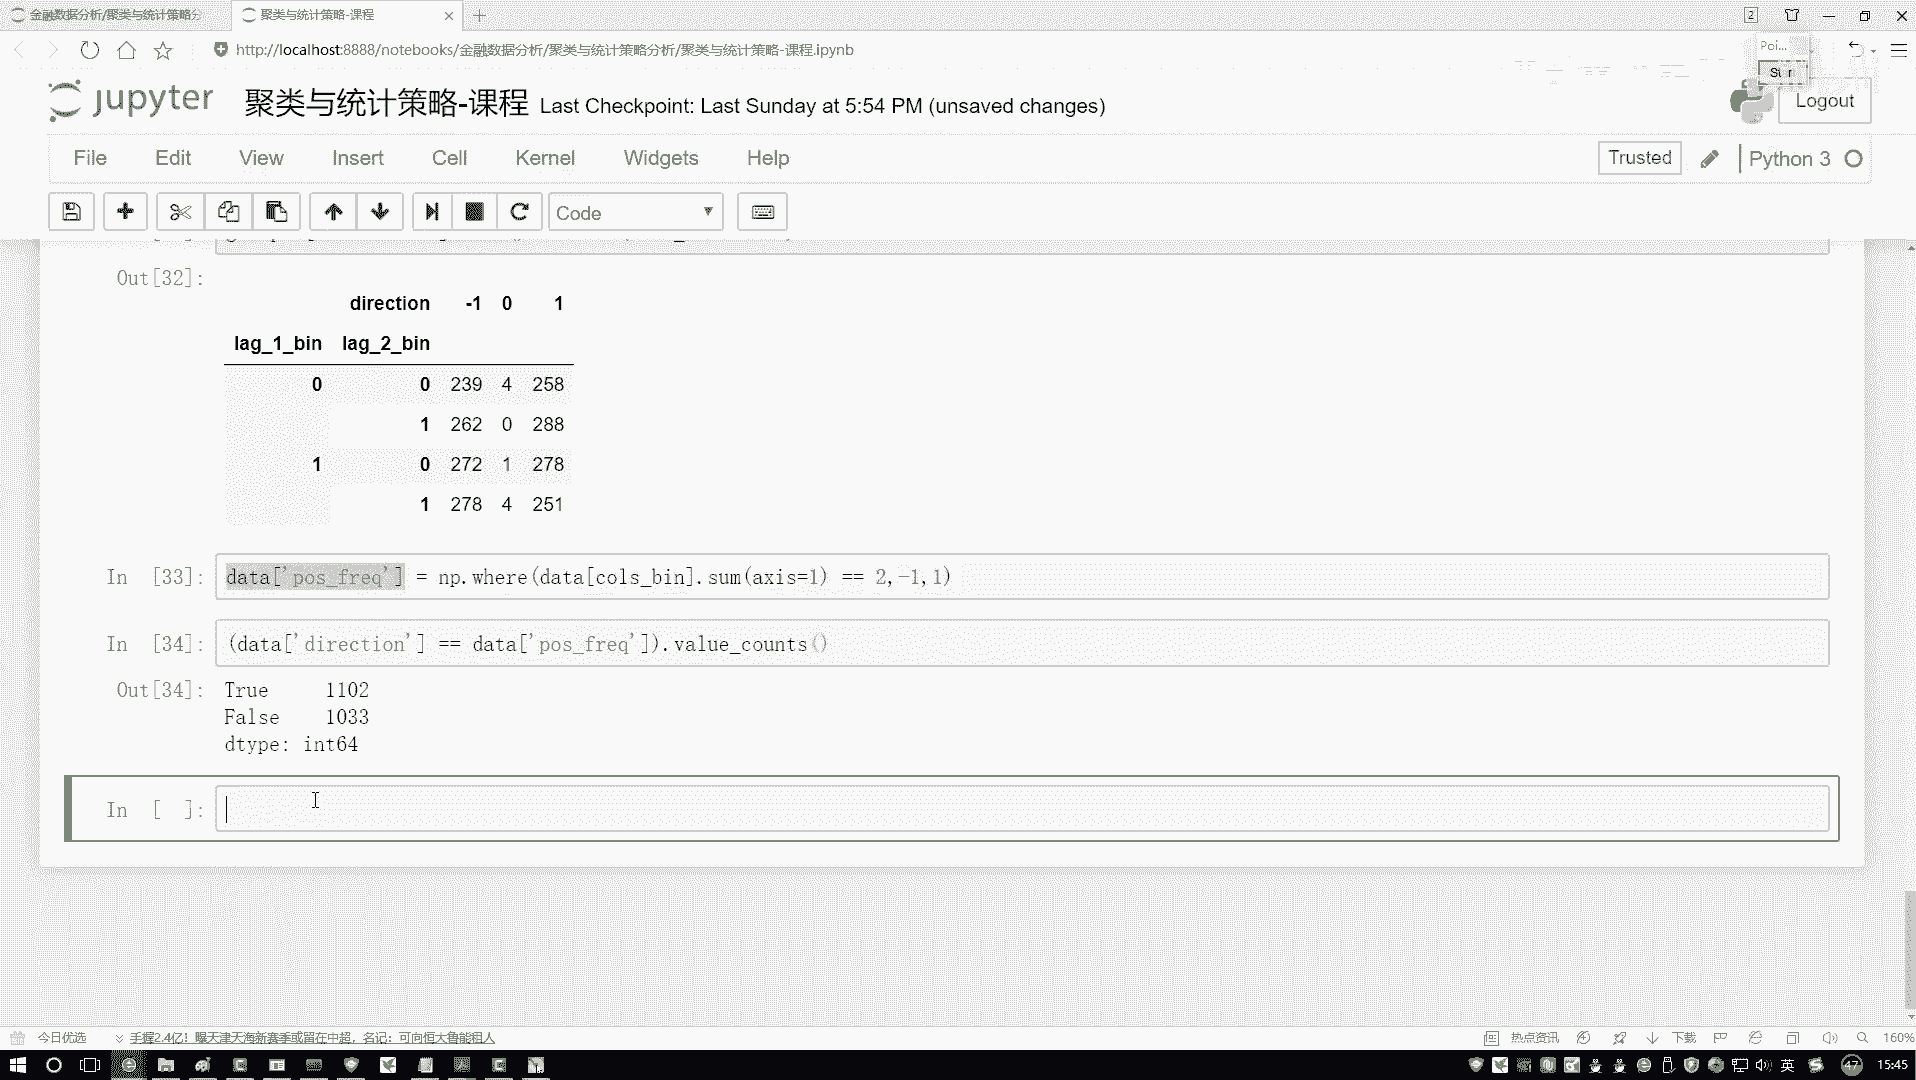 金融数据分析/聚类与统计策略分
聚类与统计策略-课程
2
http://localhost:8888/notebooks/金融数据分析/聚类与统计策略分析/聚类与统计策略-课程.ipynb
Poi...
jupyter 聚类与统计策略-课程 Last Checkpoint: Last Sunday at 5:54 PM (unsaved changes)
Logout
File Edit View Insert Cell Kernel Widgets Help
Trusted Python 3
Code
Out[32]:
direction -1 0 1
lag_1_bin lag_2_bin
0 0 239 4 258
1 262 0 288
1 0 272 1 278
1 278 4 251
In [33]: data['pos_freq'] = np.where(data[cols_bin].sum(axis=1) == 2,-1,1)
In [34]: (data['direction'] == data['pos_freq']).value_counts()
Out[34]: True 1102
False 1033
dtype: int64
In [ ]:
今日优选 手握2.4亿！曝天津天海新赛季或留在中超，名记：可向恒大鲁能租人
热点资讯 下载 160%
英 47 15:45